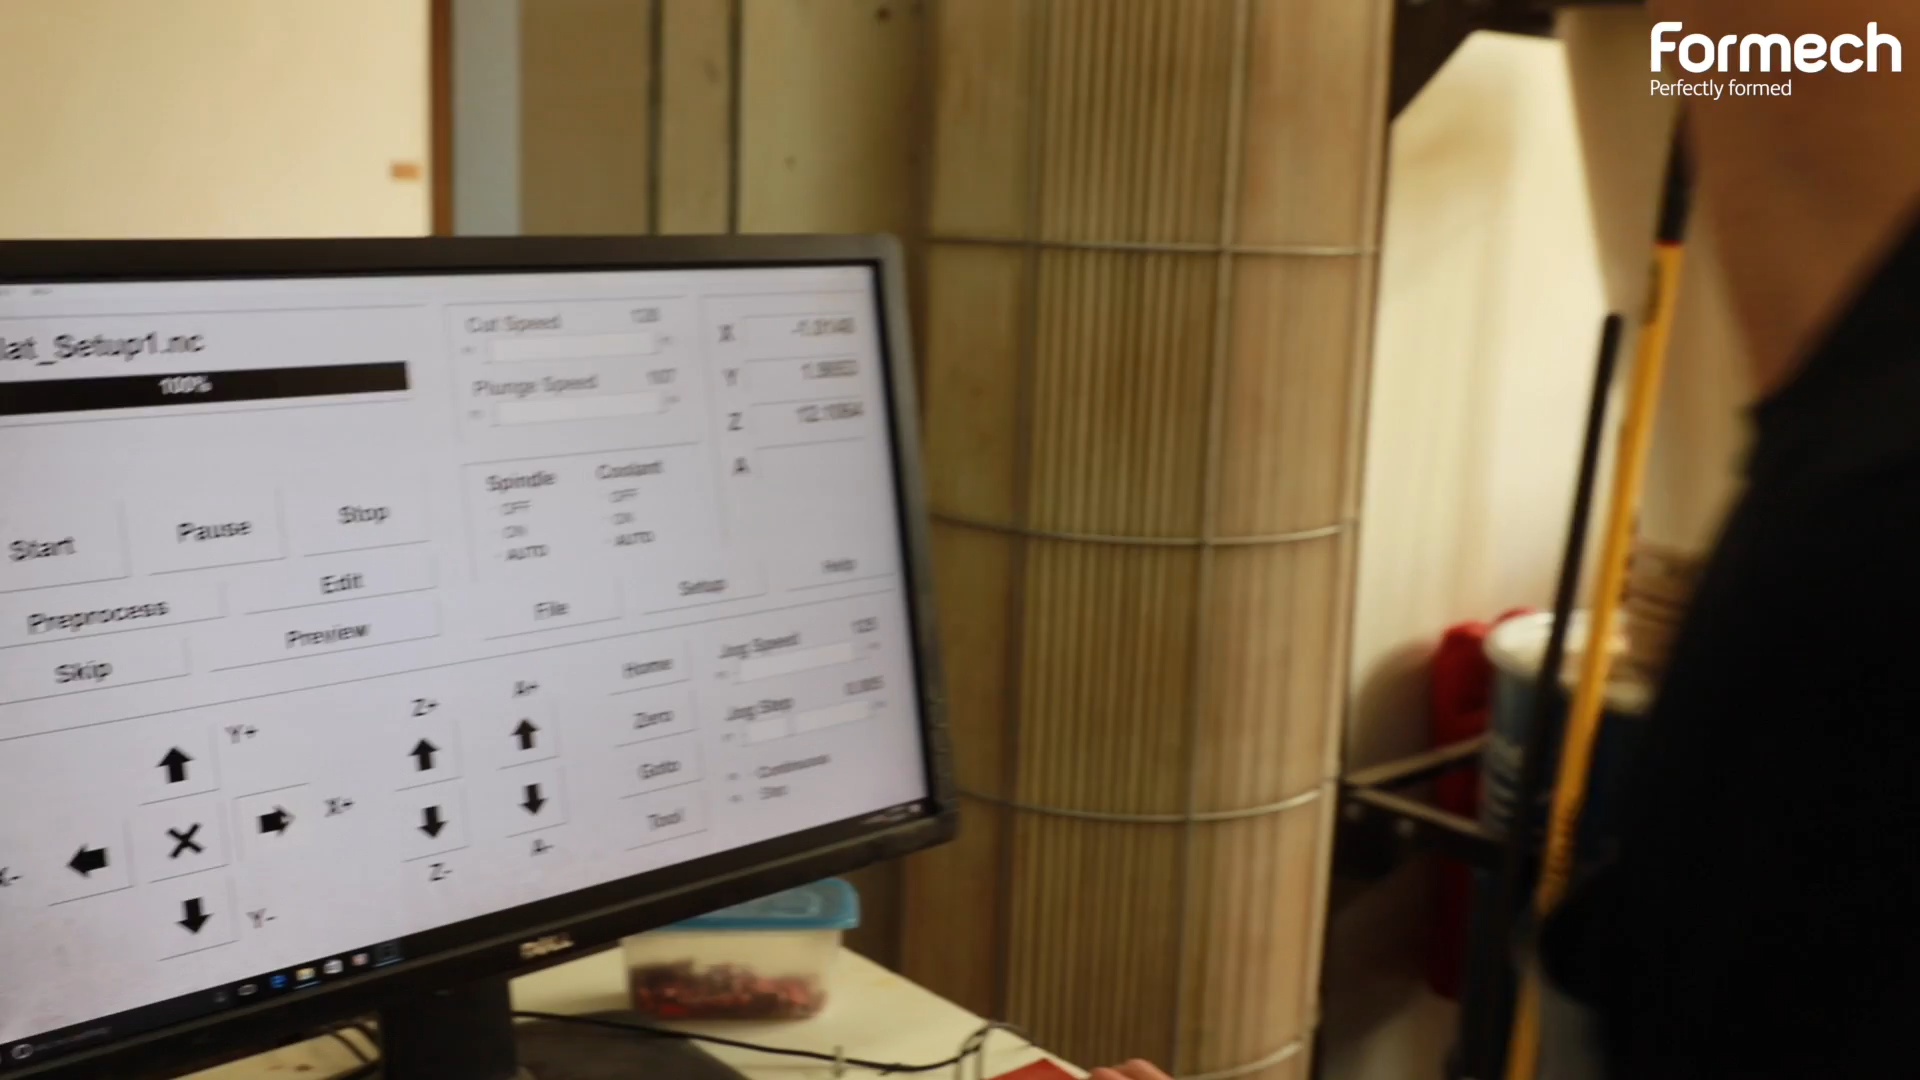 Formech
Perfectly formed
lat_Setup1.nc
100%
Cut Speed
Plunge Speed
X
Y
Z
A
Spindle
OFF
ON
AUTO
Coolant
OFF
ON
AUTO
Start
Pause
Stop
Preprocess
Edit
Skip
Preview
File
Setup
Help
Y+
X+
X-
Y-
Z+
Z-
A+
A-
Home
Zero
Goto
Tool
Jog Speed
Jog Step
Continuous
DELL